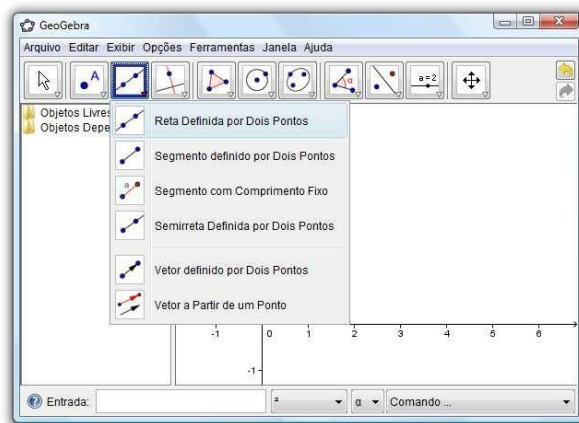 GeoGebra
Arquivo Editar Exibir Opções Ferramentas Janela Ajuda
A
a=2
Objetos Livres
Objetos Depe
Reta Definida por Dois Pontos
Segmento definido por Dois Pontos
a
Segmento com Comprimento Fixo
Semirreta Definida por Dois Pontos
Vetor definido por Dois Pontos
Vetor a Partir de um Ponto
-1 0 1 2 3 4 5 6
-1
Entrada: ² α Comando ...